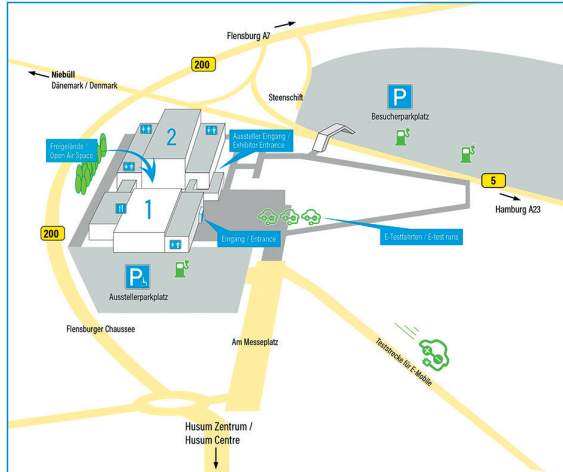 Flensburg A7
200
Niebüll
Dänemark / Denmark
Steenschift
P
Besucherparkplatz
2
Freigelände /
Open Air Space
Aussteller Eingang /
Exhibitor Entrance
5
Hamburg A23
1
200
Eingang / Entrance
E-Testfahrten / E-test runs
P
Ausstellerparkplatz
Flensburger Chaussee
Am Messeplatz
Teststrecke für E-Mobile
Husum Zentrum /
Husum Centre